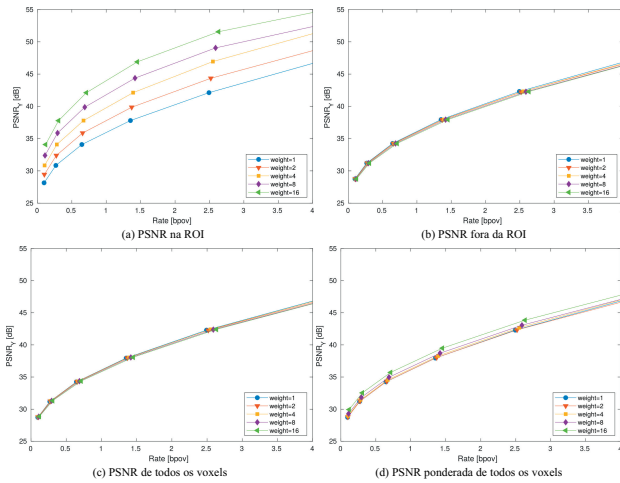 55
50
45
40
35
30
25
PSNR_Y [dB]
0
0.5
1
1.5
2
2.5
3
3.5
4
Rate [bpov]
weight=1
weight=2
weight=4
weight=8
weight=16
(a) PSNR na ROI
55
50
45
40
35
30
25
PSNR_Y [dB]
0
0.5
1
1.5
2
2.5
3
3.5
Rate [bpov]
weight=1
weight=2
weight=4
weight=8
weight=16
(b) PSNR fora da ROI
55
50
45
40
35
30
25
PSNR_Y [dB]
0
0.5
1
1.5
2
2.5
3
3.5
4
Rate [bpov]
weight=1
weight=2
weight=4
weight=8
weight=16
(c) PSNR de todos os voxels
55
50
45
40
35
30
25
PSNR_Y [dB]
0
0.5
1
1.5
2
2.5
3
3.5
4
Rate [bpov]
weight=1
weight=2
weight=4
weight=8
weight=16
(d) PSNR ponderada de todos os voxels